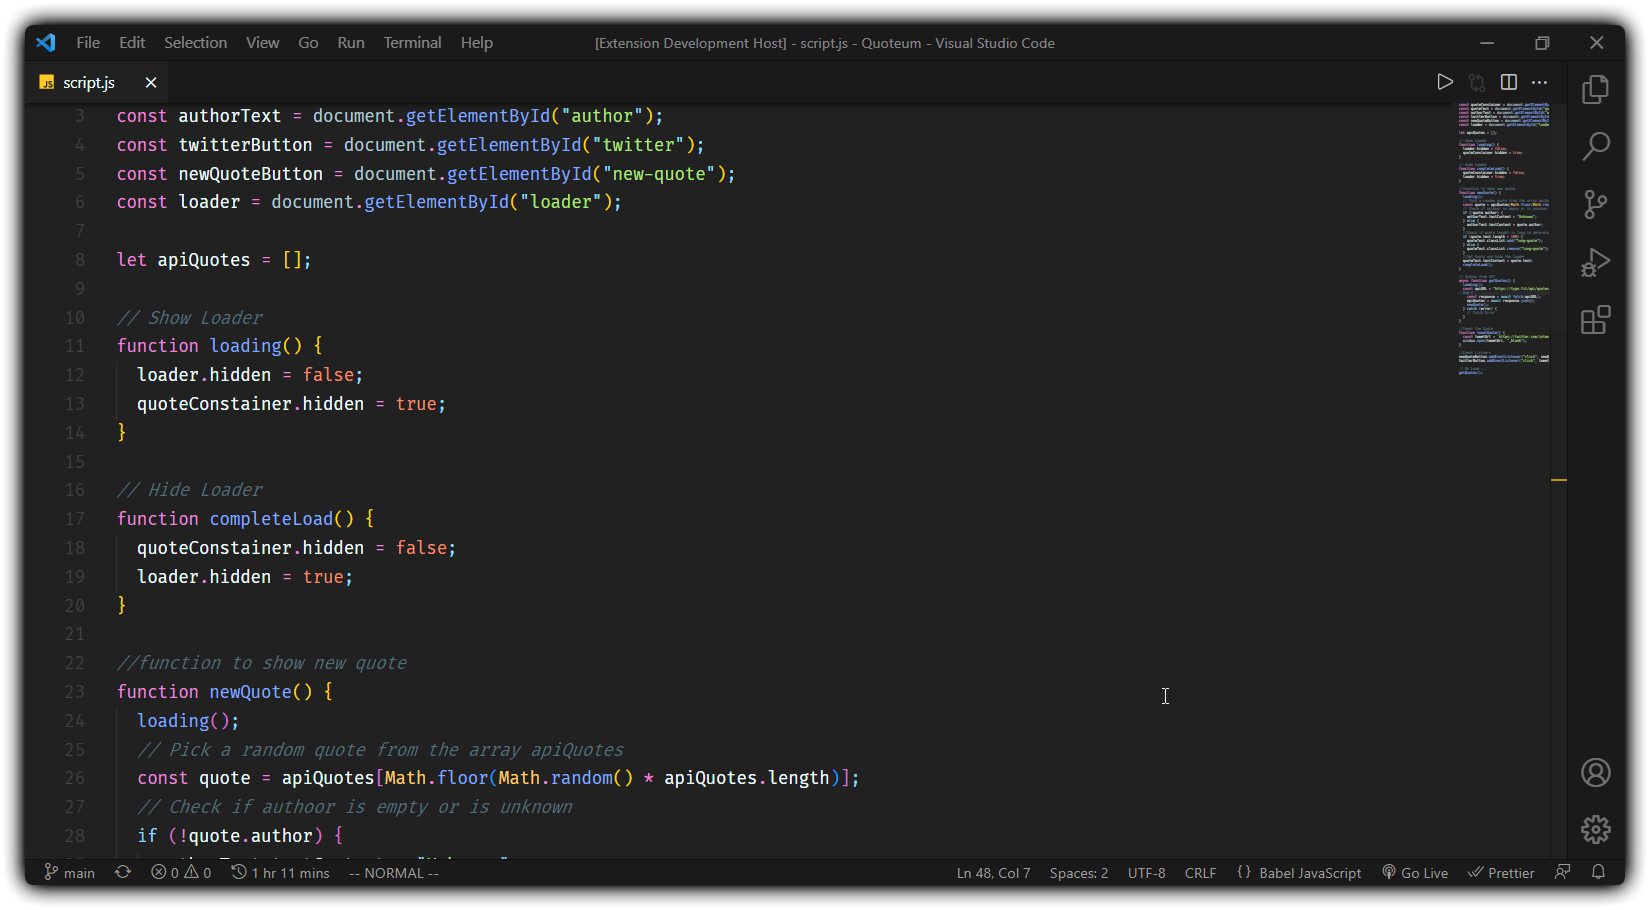 File Edit Selection View Go Run Terminal Help [Extension Development Host] - script.js - Quoteum - Visual Studio Code
JS script.js
3 const authorText = document.getElementById("author");
4 const twitterButton = document.getElementById("twitter");
5 const newQuoteButton = document.getElementById("new-quote");
6 const loader = document.getElementById("loader");
7
8 let apiQuotes = [];
9
10 // Show Loader
11 function loading() {
12 loader.hidden = false;
13 quoteConstainer.hidden = true;
14 }
15
16 // Hide Loader
17 function completeLoad() {
18 quoteConstainer.hidden = false;
19 loader.hidden = true;
20 }
21
22 //function to show new quote
23 function newQuote() {
24 loading();
25 // Pick a random quote from the array apiQuotes
26 const quote = apiQuotes[Math.floor(Math.random() * apiQuotes.length)];
27 // Check if authoor is empty or is unknown
28 if (!quote.author) {
main 0 0 1 hr 11 mins -- NORMAL -- Ln 48, Col 7 Spaces: 2 UTF-8 CRLF {} Babel JavaScript Go Live Prettier